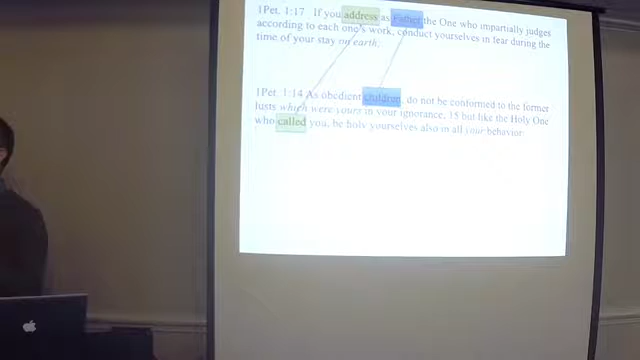 1Pet. 1:17 If you address as Father the One who impartially judges
according to each one's work, conduct yourselves in fear during the
time of your stay on earth;
1Pet. 1:14 As obedient children, do not be conformed to the former
lusts which were yours in your ignorance, 15 but like the Holy One
who called you, be holy yourselves also in all your behavior